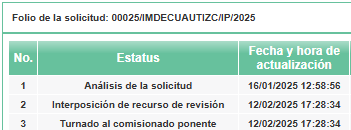 Folio de la solicitud: 00025/IMDECUAUTIZC/IP/2025
No. Estatus Fecha y hora de
actualización
1 Análisis de la solicitud 16/01/2025 12:58:56
2 Interposición de recurso de revisión 12/02/2025 17:28:34
3 Turnado al comisionado ponente 12/02/2025 17:28:34